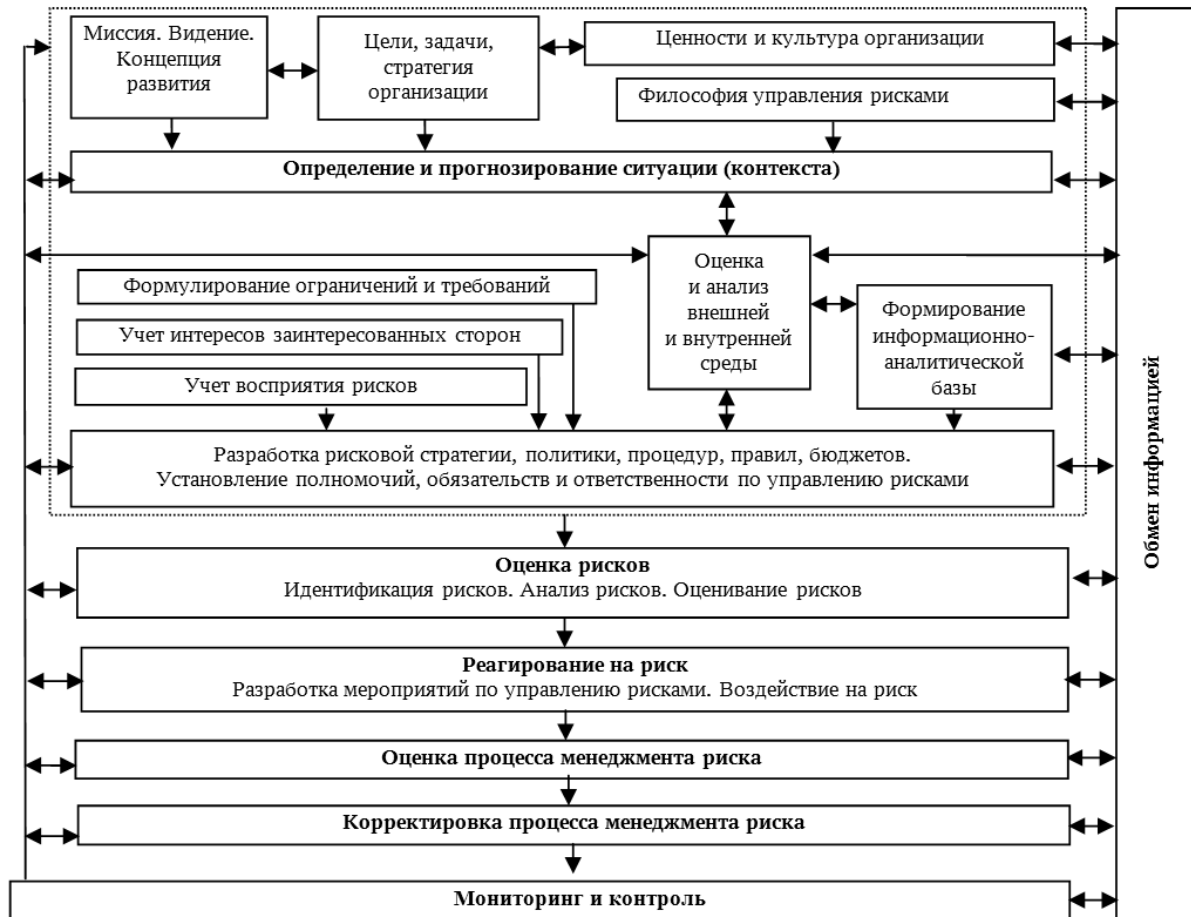 Миссия. Видение.
Концепция
развития
Цели, задачи,
стратегия
организации
Ценности и культура организации
Философия управления рисками
Определение и прогнозирование ситуации (контекста)
Оценка
и анализ
внешней
и внутренней
среды
Формулирование ограничений и требований
Учет интересов заинтересованных сторон
Учет восприятия рисков
Формирование
информационно-
аналитической
базы
Разработка рисковой стратегии, политики, процедур, правил, бюджетов.
Установление полномочий, обязательств и ответственности по управлению рисками
Оценка рисков
Идентификация рисков. Анализ рисков. Оценивание рисков
Реагирование на риск
Разработка мероприятий по управлению рисками. Воздействие на риск
Оценка процесса менеджмента риска
Корректировка процесса менеджмента риска
Мониторинг и контроль
Обмен информацией